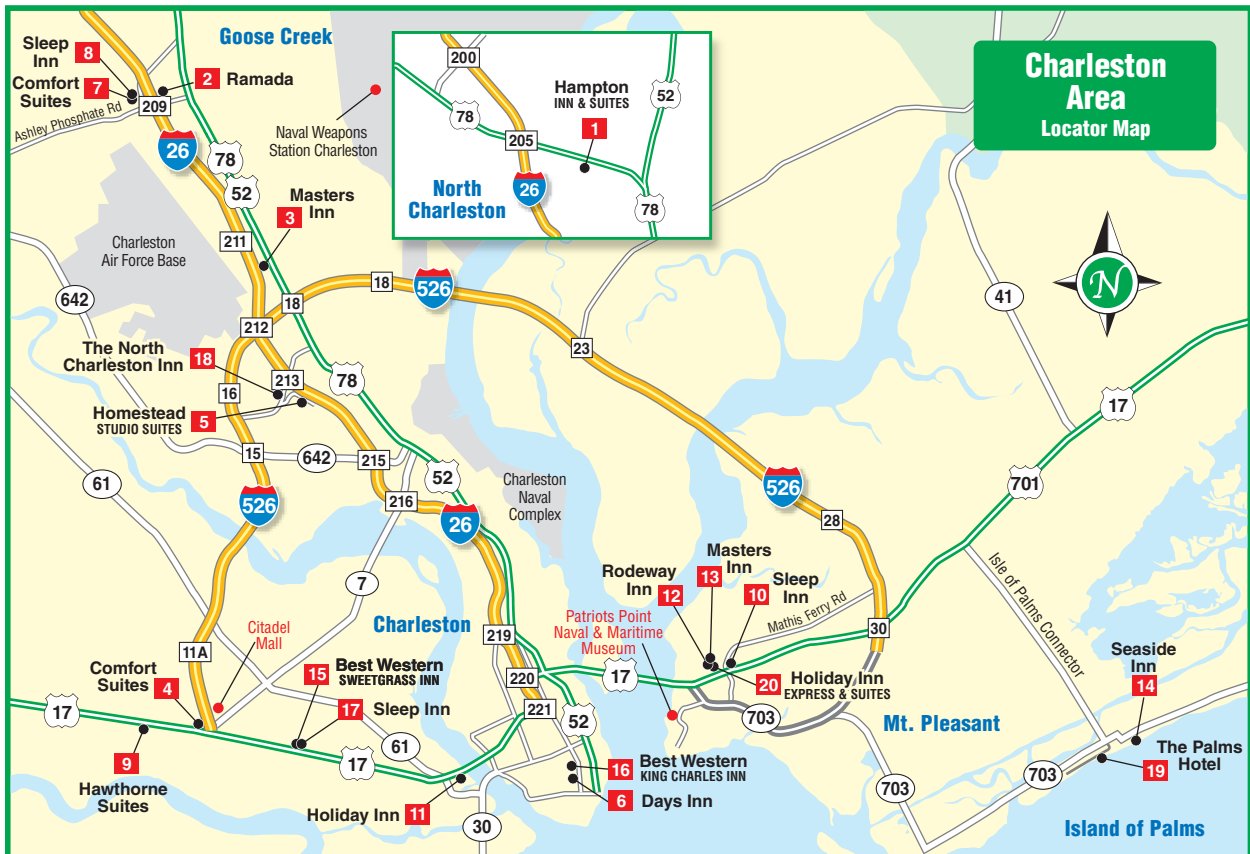 Charleston
Area
Locator Map
Goose Creek
Sleep
Inn
8
Comfort
Suites
7
2
Ramada
209
Ashley Phosphate Rd
26
78
52
Naval Weapons
Station Charleston
200
78
205
26
Hampton
INN & SUITES
1
52
78
North
Charleston
N
Masters
Inn
3
211
Charleston
Air Force Base
642
18
18
526
212
23
41
The North
Charleston Inn
18
213
16
78
Homestead
STUDIO SUITES
5
17
15
642
215
52
701
61
526
216
26
Charleston
Naval
Complex
526
28
7
Masters
Inn
13
Rodeway
Inn
12
Sleep
Inn
10
Mathis Ferry Rd
Isle of Palms Connector
Patriots Point
Naval & Maritime
Museum
Charleston
Citadel
Mall
219
30
11A
Comfort
Suites
4
15
Best Western
SWEETGRASS INN
17
Sleep Inn
220
17
20
Holiday Inn
EXPRESS & SUITES
Seaside
Inn
14
221
52
703
Mt. Pleasant
17
61
17
9
Hawthorne
Suites
16
Best Western
KING CHARLES INN
6
Days Inn
Holiday Inn
11
30
703
703
The Palms
Hotel
19
Island of Palms